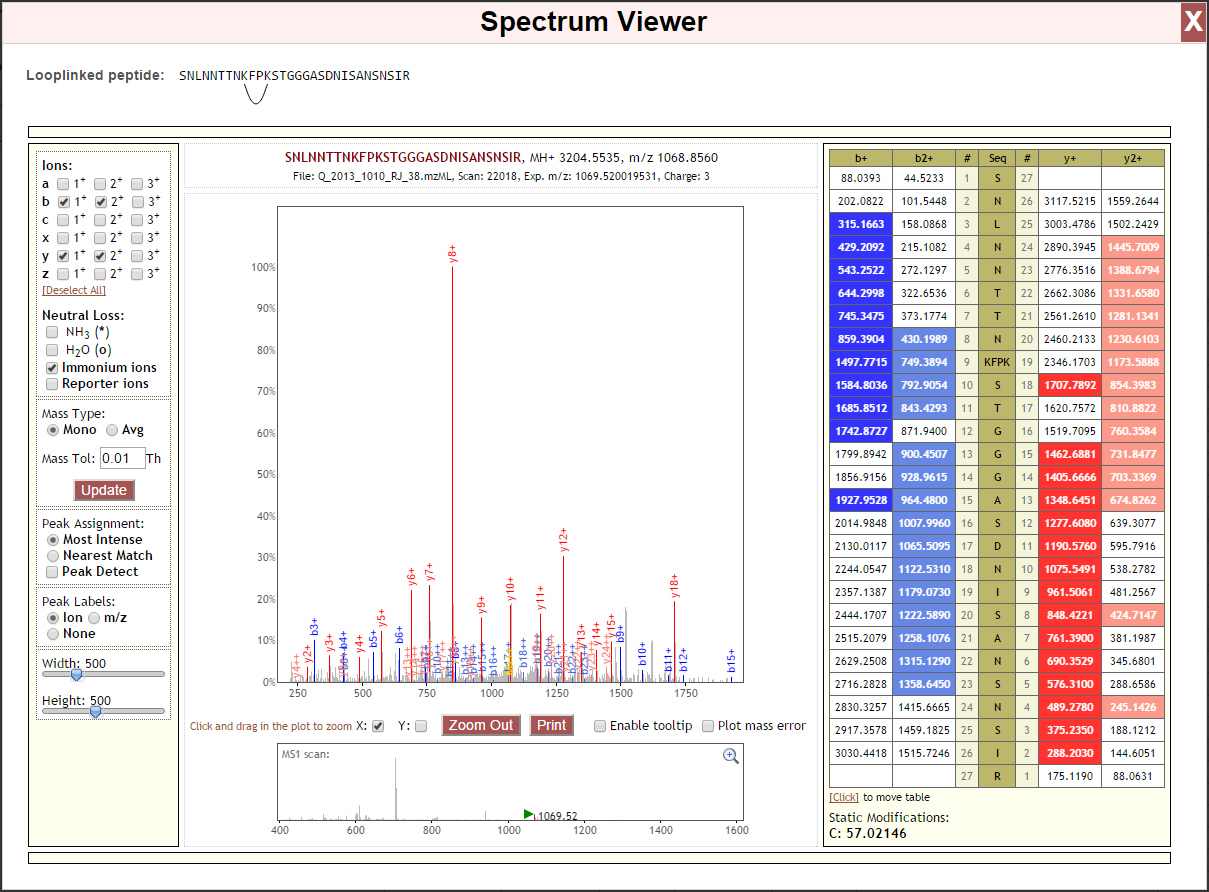 Spectrum Viewer
X
Looplinked peptide: SNLNNTTNKFPKSTGGGASDNISANSNSIR
SNLNNTTNKFPKSTGGGASDNISANSNSIR, MH+ 3204.5535, m/z 1068.8560
File: Q_2013_1010_RJ_38.mzML, Scan: 22018, Exp. m/z: 1069.520019531, Charge: 3
Ions:
a 1+ 2+ 3+
b 1+ 2+ 3+
c 1+ 2+ 3+
x 1+ 2+ 3+
y 1+ 2+ 3+
z 1+ 2+ 3+
[Deselect All]
Neutral Loss:
NH3 (*)
H2O (o)
Immonium ions
Reporter ions
Mass Type:
Mono Avg
Mass Tol: 0.01 Th
Update
Peak Assignment:
Most Intense
Nearest Match
Peak Detect
Peak Labels:
Ion m/z
None
Width: 500
Height: 500
100%
90%
80%
70%
60%
50%
40%
30%
20%
10%
0%
y2+
b3+
y3+
b4+
y4+
b5+
y5+
b6+
y6+
y7+
y8+
y9+
y10+
y11+
y12+
y13+
y14+
y15+
b9+
b10+
b11+
y18+
b12+
b15+
250 500 750 1000 1250 1500 1750
Click and drag in the plot to zoom X: Y: Zoom Out Print Enable tooltip Plot mass error
MS1 scan:
1069.52
400 600 800 1000 1200 1400 1600
b+ b2+ # Seq # y+ y2+
88.0393 44.5233 1 S 27
202.0822 101.5448 2 N 26 3117.5215 1559.2644
315.1663 158.0868 3 L 25 3003.4786 1502.2429
429.2092 215.1082 4 N 24 2890.3945 1445.7009
543.2522 272.1297 5 N 23 2776.3516 1388.6794
644.2998 322.6536 6 T 22 2662.3086 1331.6580
745.3475 373.1774 7 T 21 2561.2610 1281.1341
859.3904 430.1989 8 N 20 2460.2133 1230.6103
1497.7715 749.3894 9 KFPK 19 2346.1703 1173.5888
1584.8036 792.9054 10 S 18 1707.7892 854.3983
1685.8512 843.4293 11 T 17 1620.7572 810.8822
1742.8727 871.9400 12 G 16 1519.7095 760.3584
1799.8942 900.4507 13 G 15 1462.6881 731.8477
1856.9156 928.9615 14 G 14 1405.6666 703.3369
1927.9528 964.4800 15 A 13 1348.6451 674.8262
2014.9848 1007.9960 16 S 12 1277.6080 639.3077
2130.0117 1065.5095 17 D 11 1190.5760 595.7916
2244.0547 1122.5310 18 N 10 1075.5491 538.2782
2357.1387 1179.0730 19 I 9 961.5061 481.2567
2444.1707 1222.5890 20 S 8 848.4221 424.7147
2515.2079 1258.1076 21 A 7 761.3900 381.1987
2629.2508 1315.1290 22 N 6 690.3529 345.6801
2716.2828 1358.6450 23 S 5 576.3100 288.6586
2830.3257 1415.6665 24 N 4 489.2780 245.1426
2917.3578 1459.1825 25 S 3 375.2350 188.1212
3030.4418 1515.7246 26 I 2 288.2030 144.6051
27 R 1 175.1190 88.0631
[Click] to move table
Static Modifications:
C: 57.02146